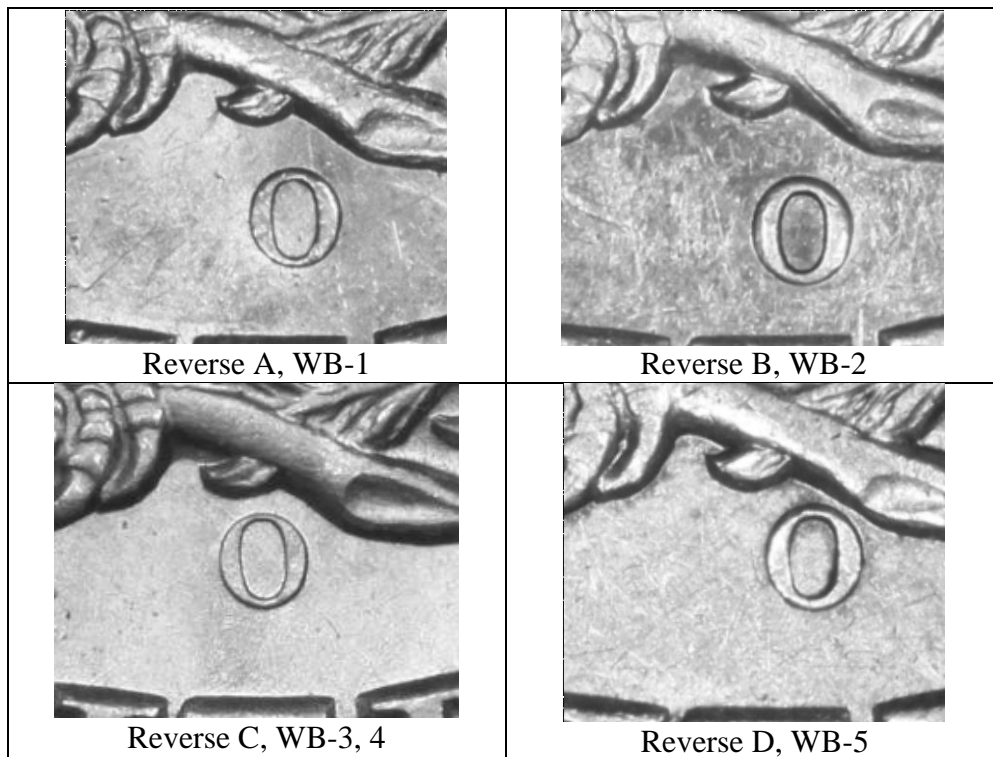 O
Reverse A, WB-1
O
Reverse B, WB-2
O
Reverse C, WB-3, 4
O
Reverse D, WB-5